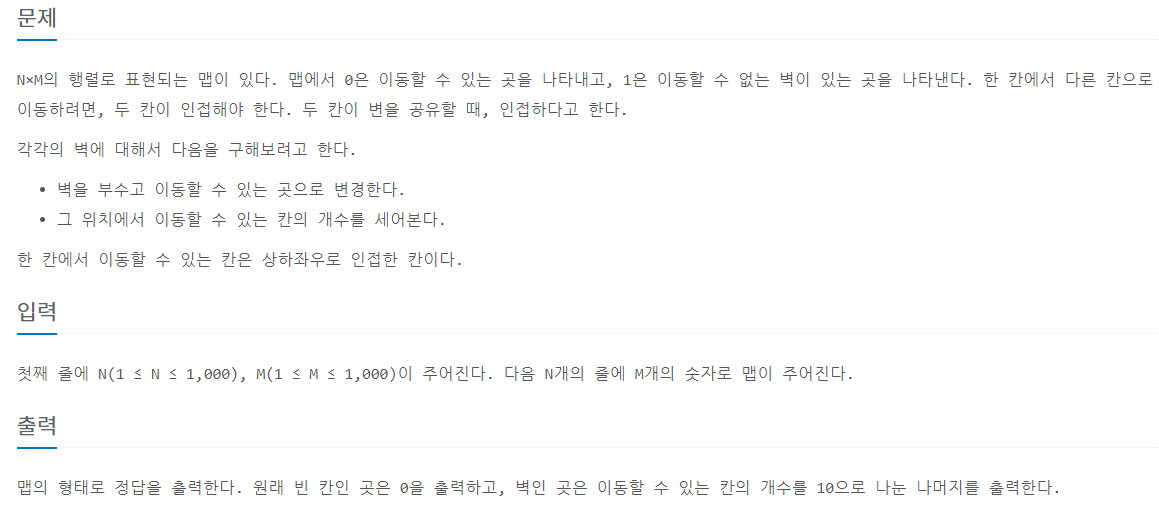 문제
N×M의 행렬로 표현되는 맵이 있다. 맵에서 0은 이동할 수 있는 곳을 나타내고, 1은 이동할 수 없는 벽이 있는 곳을 나타낸다. 한 칸에서 다른 칸으로
이동하려면, 두 칸이 인접해야 한다. 두 칸이 변을 공유할 때, 인접하다고 한다.
각각의 벽에 대해서 다음을 구해보려고 한다.
• 벽을 부수고 이동할 수 있는 곳으로 변경한다.
• 그 위치에서 이동할 수 있는 칸의 개수를 세어본다.
한 칸에서 이동할 수 있는 칸은 상하좌우로 인접한 칸이다.
입력
첫째 줄에 N(1 ≤ N ≤ 1,000), M(1 ≤ M ≤ 1,000)이 주어진다. 다음 N개의 줄에 M개의 숫자로 맵이 주어진다.
출력
맵의 형태로 정답을 출력한다. 원래 빈 칸인 곳은 0을 출력하고, 벽인 곳은 이동할 수 있는 칸의 개수를 10으로 나눈 나머지를 출력한다.